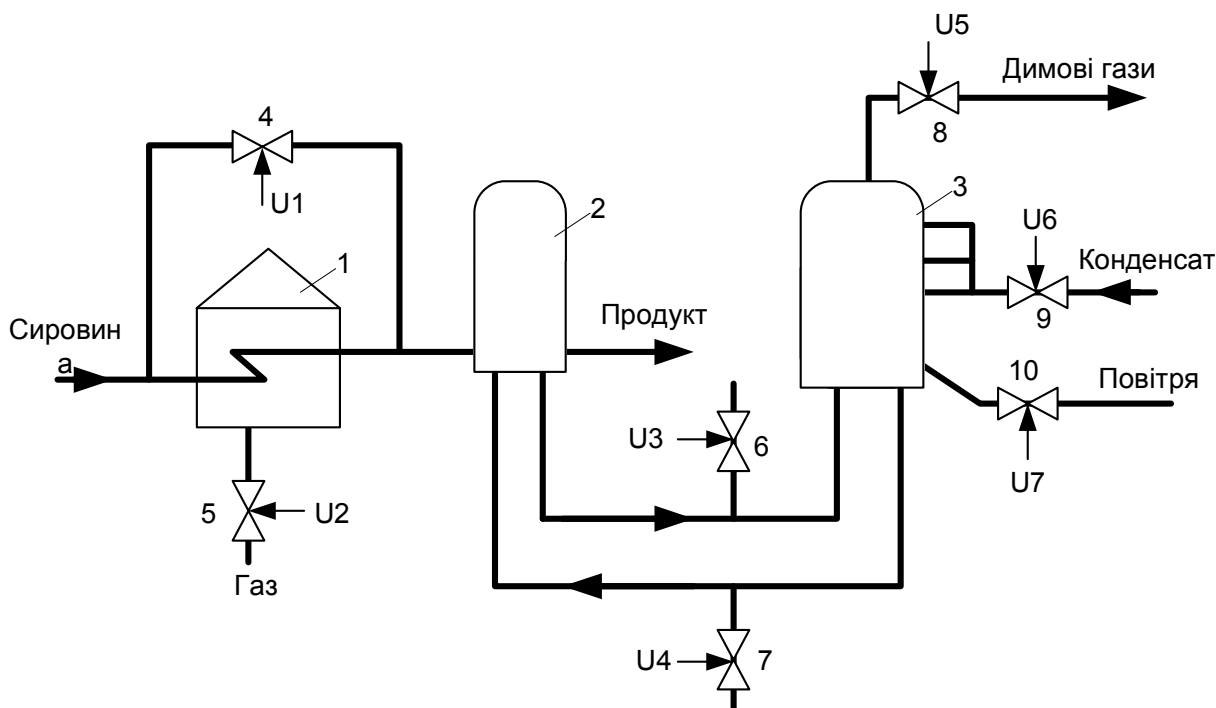 U5
Димові гази
8
4
U1
3
2
U6
Конденсат
9
1
Сировин
а
Продукт
10
Повітря
U7
U3
6
5
U2
Газ
U4
7